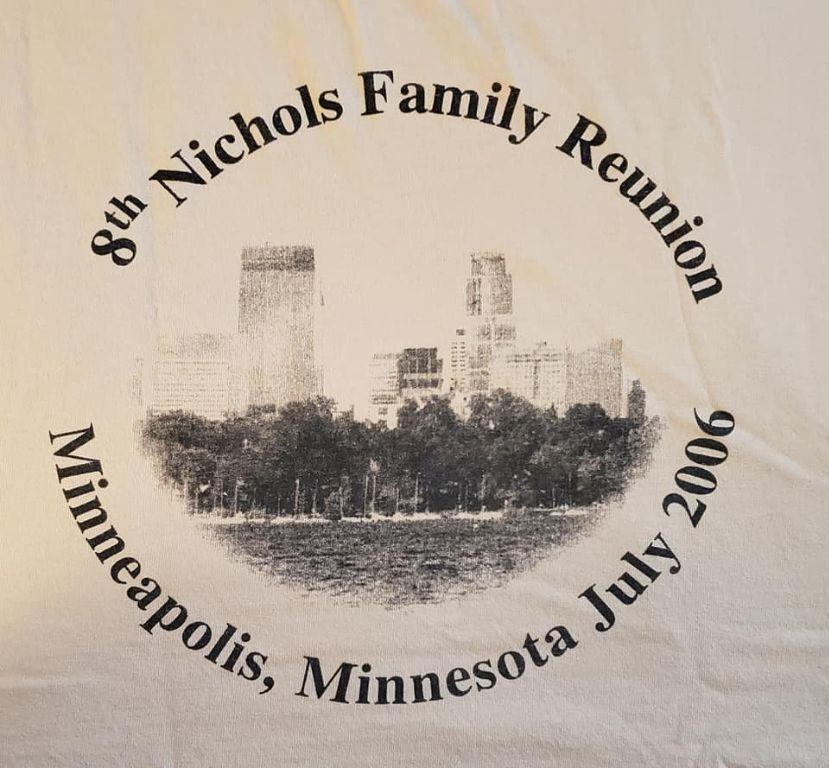 8th Nichols Family Reunion
Minneapolis, Minnesota July 2006